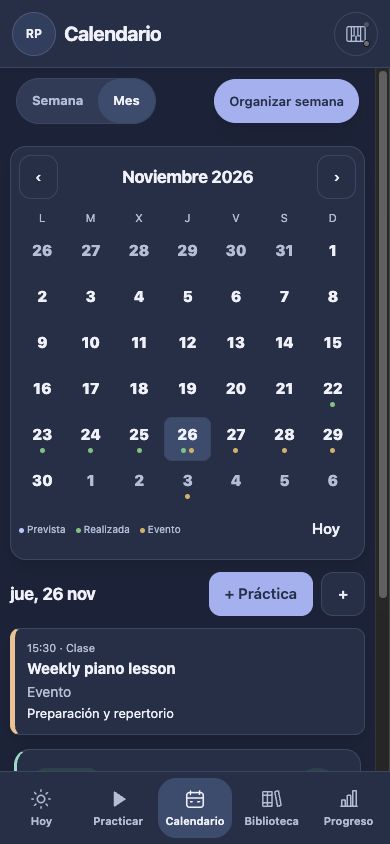 RP Calendario
Semana Mes Organizar semana
‹ Noviembre 2026 ›
L M X J V S D
26 27 28 29 30 31 1
2 3 4 5 6 7 8
9 10 11 12 13 14 15
16 17 18 19 20 21 22
23 24 25 26 27 28 29
30 1 2 3 4 5 6
Prevista Realizada Evento Hoy
jue, 26 nov + Práctica +
15:30 · Clase
Weekly piano lesson
Evento
Preparación y repertorio
Hoy Practicar Calendario Biblioteca Progreso